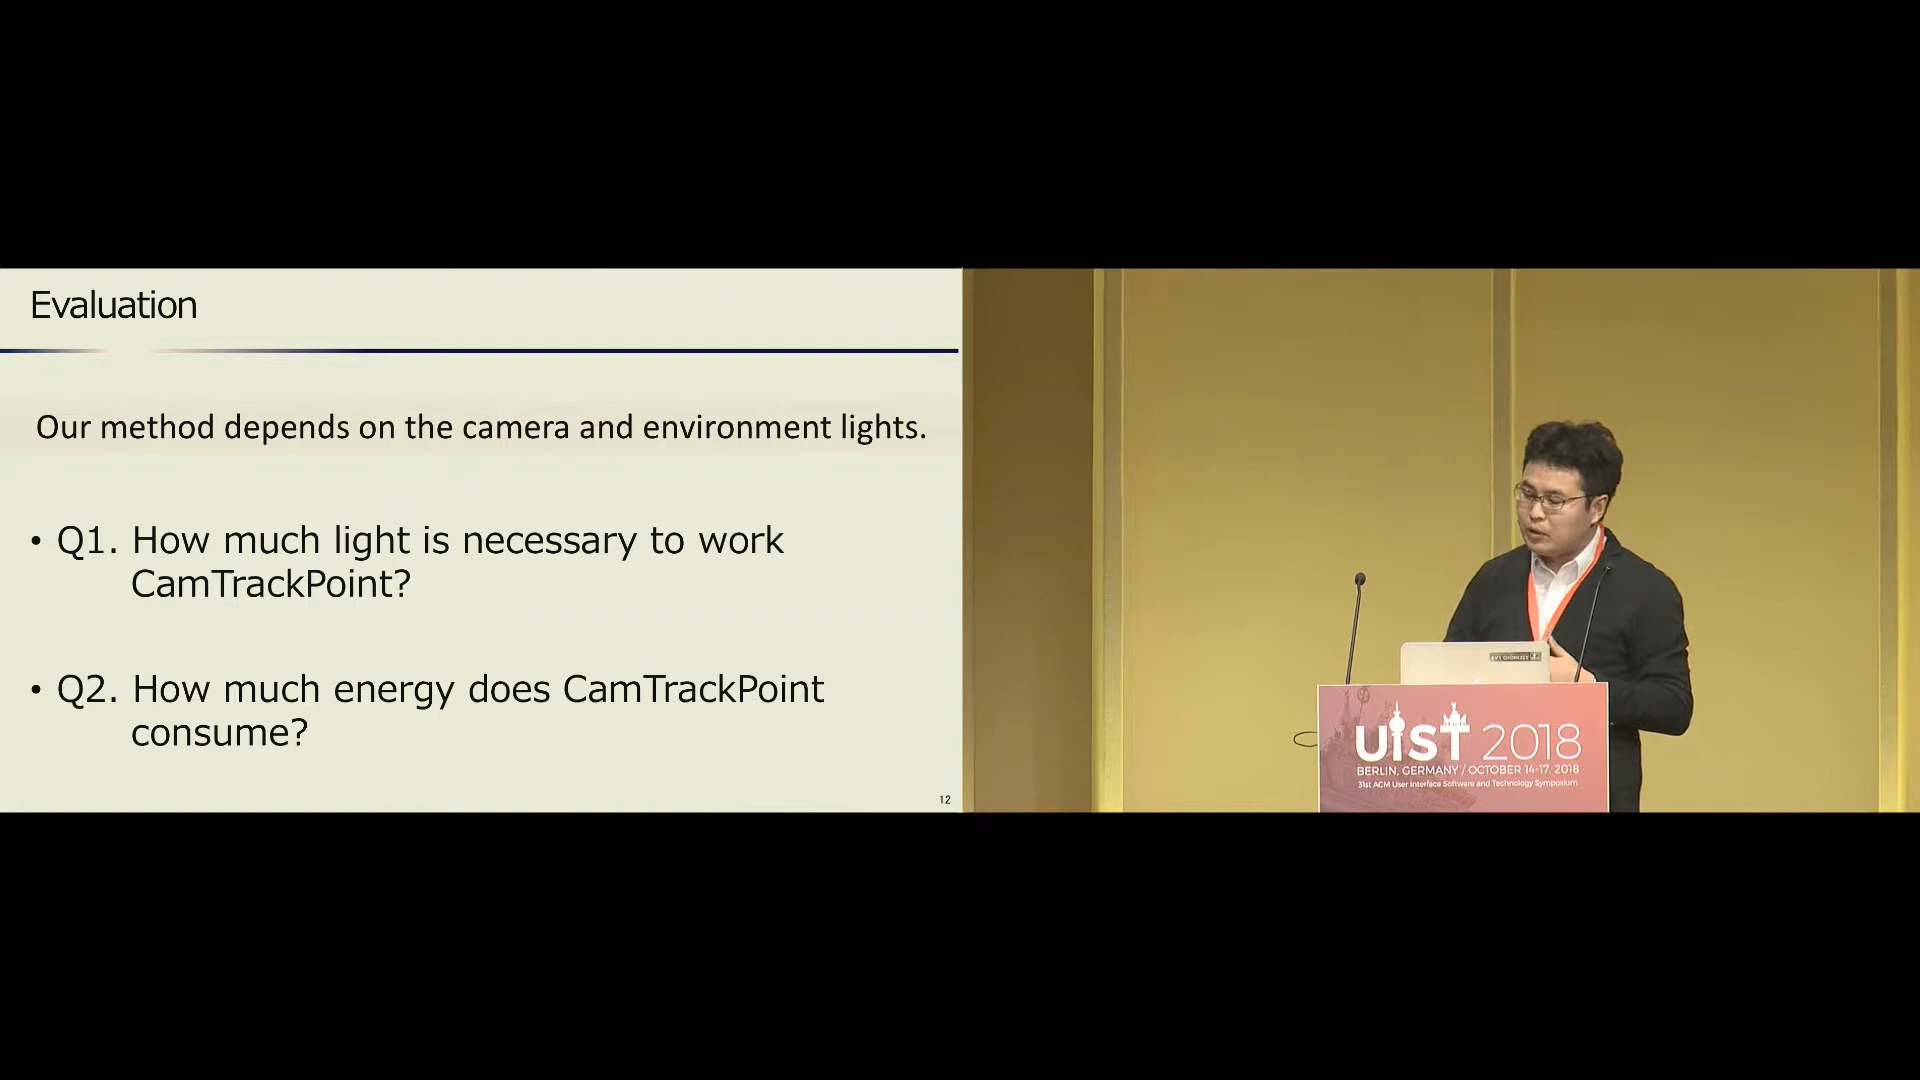 Evaluation
Our method depends on the camera and environment lights.
• Q1. How much light is necessary to work
CamTrackPoint?
• Q2. How much energy does CamTrackPoint
consume?
12
UIST 2018
BERLIN, GERMANY / OCTOBER 14-17, 2018
31st ACM User Interface Software and Technology Symposium